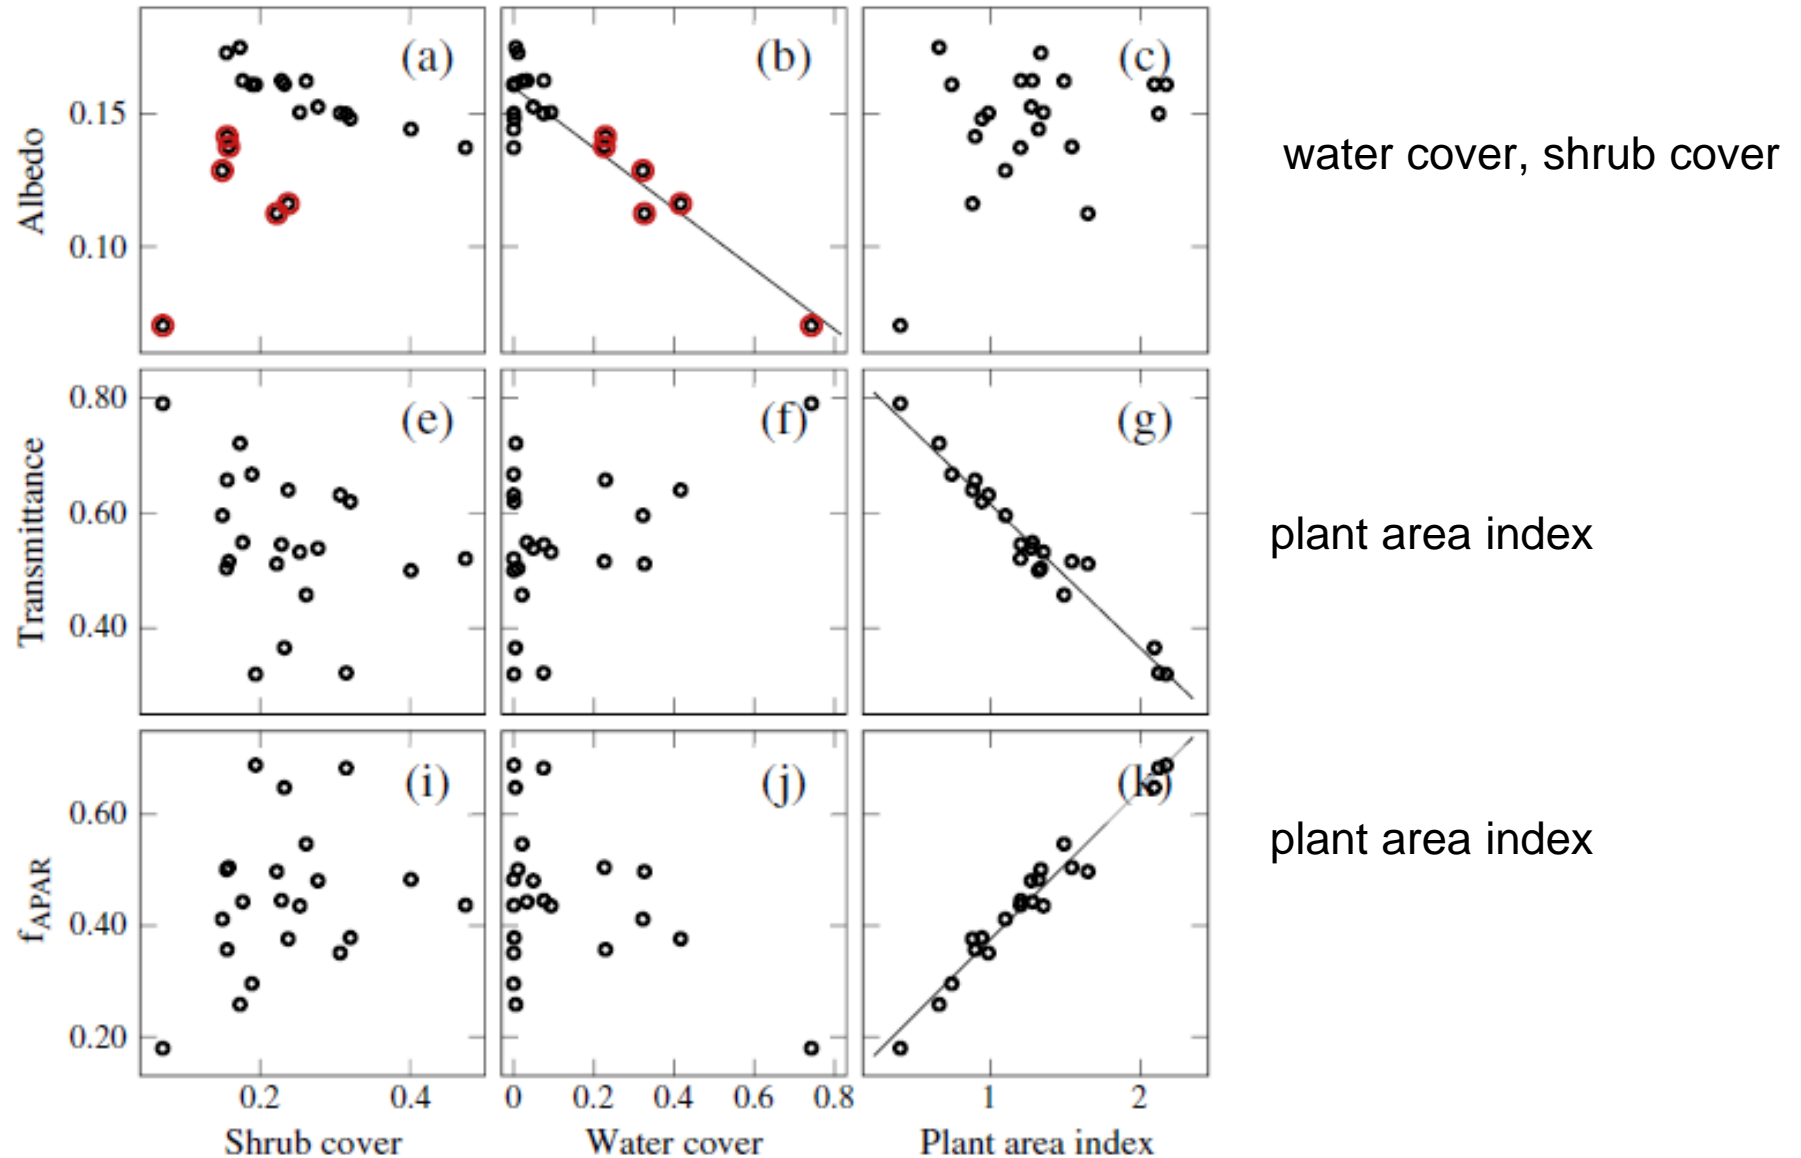 (a)
(b)
(c)
0.15
0.10
Albedo
water cover, shrub cover
(e)
(f)
(g)
0.80
0.60
0.40
Transmittance
plant area index
(i)
(j)
(k)
0.60
0.40
0.20
fAPAR
plant area index
0.2 0.4
0 0.2 0.4 0.6 0.8
1 2
Shrub cover
Water cover
Plant area index